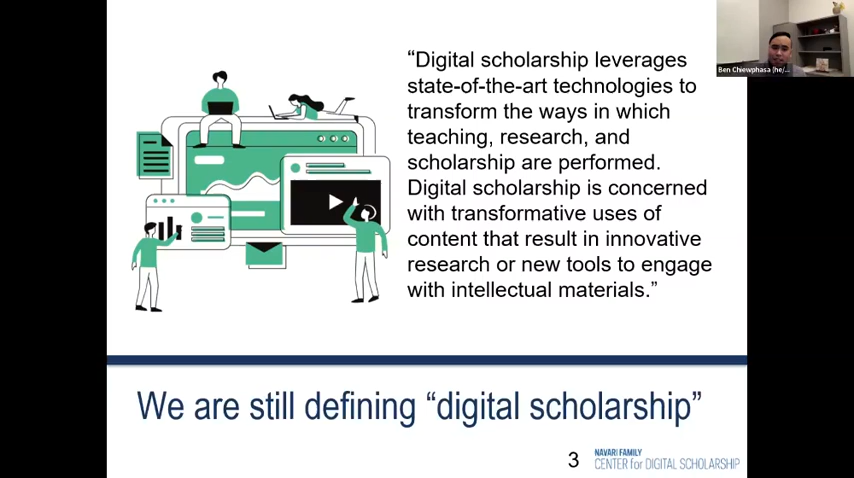 “Digital scholarship leverages
state-of-the-art technologies to
transform the ways in which
teaching, research, and
scholarship are performed.
Digital scholarship is concerned
with transformative uses of
content that result in innovative
research or new tools to engage
with intellectual materials.”
Ben Chiewphasa (he/...
We are still defining “digital scholarship”
3
NAVARI FAMILY
CENTER for DIGITAL SCHOLARSHIP